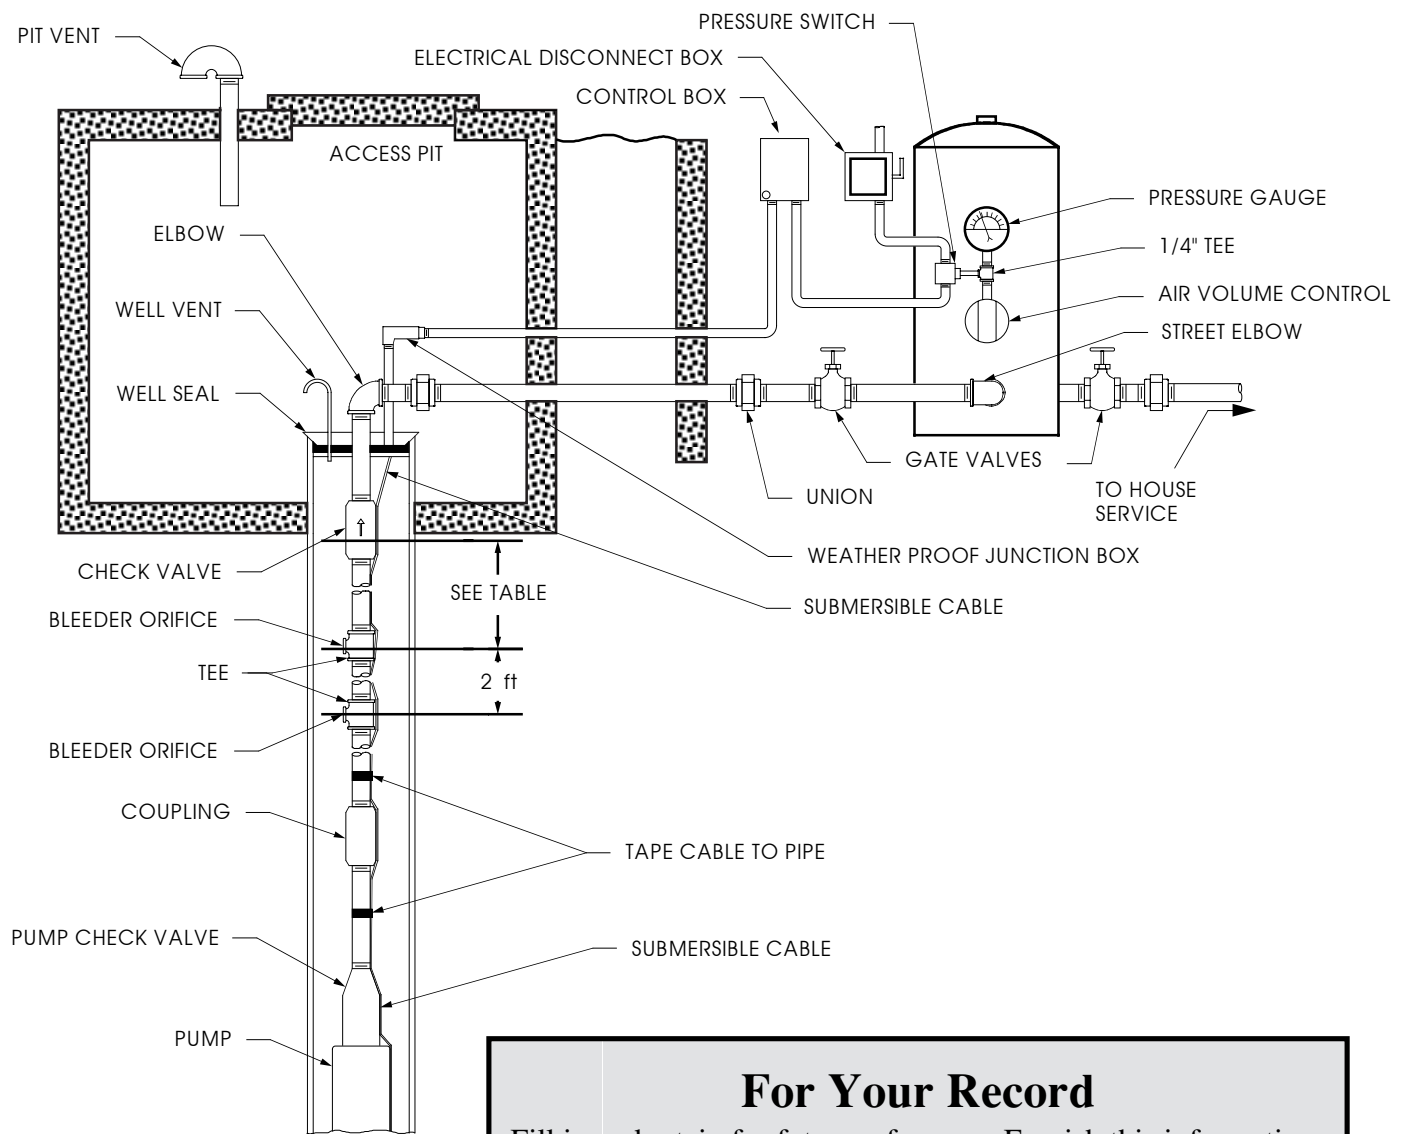 PRESSURE SWITCH
PIT VENT
ELECTRICAL DISCONNECT BOX
CONTROL BOX
ACCESS PIT
PRESSURE GAUGE
ELBOW
1/4" TEE
WELL VENT
AIR VOLUME CONTROL
STREET ELBOW
WELL SEAL
GATE VALVES
UNION
TO HOUSE
SERVICE
WEATHER PROOF JUNCTION BOX
CHECK VALVE
SEE TABLE
SUBMERSIBLE CABLE
BLEEDER ORIFICE
TEE
2 ft
BLEEDER ORIFICE
COUPLING
TAPE CABLE TO PIPE
PUMP CHECK VALVE
SUBMERSIBLE CABLE
PUMP
For Your Record